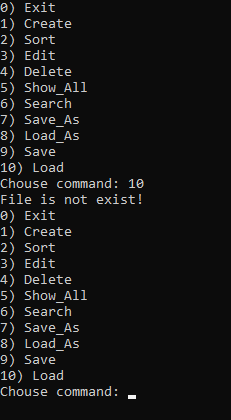 0) Exit
1) Create
2) Sort
3) Edit
4) Delete
5) Show_All
6) Search
7) Save_As
8) Load_As
9) Save
10) Load
Chouse command: 10
File is not exist!
0) Exit
1) Create
2) Sort
3) Edit
4) Delete
5) Show_All
6) Search
7) Save_As
8) Load_As
9) Save
10) Load
Chouse command: